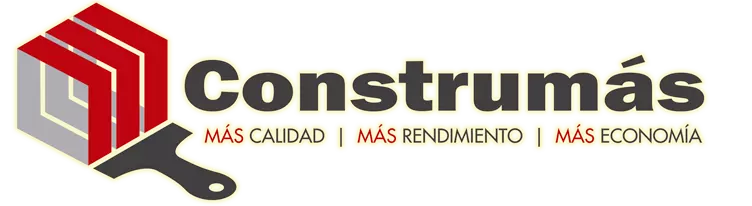 Construmás
MÁS CALIDAD | MÁS RENDIMIENTO | MÁS ECONOMÍA